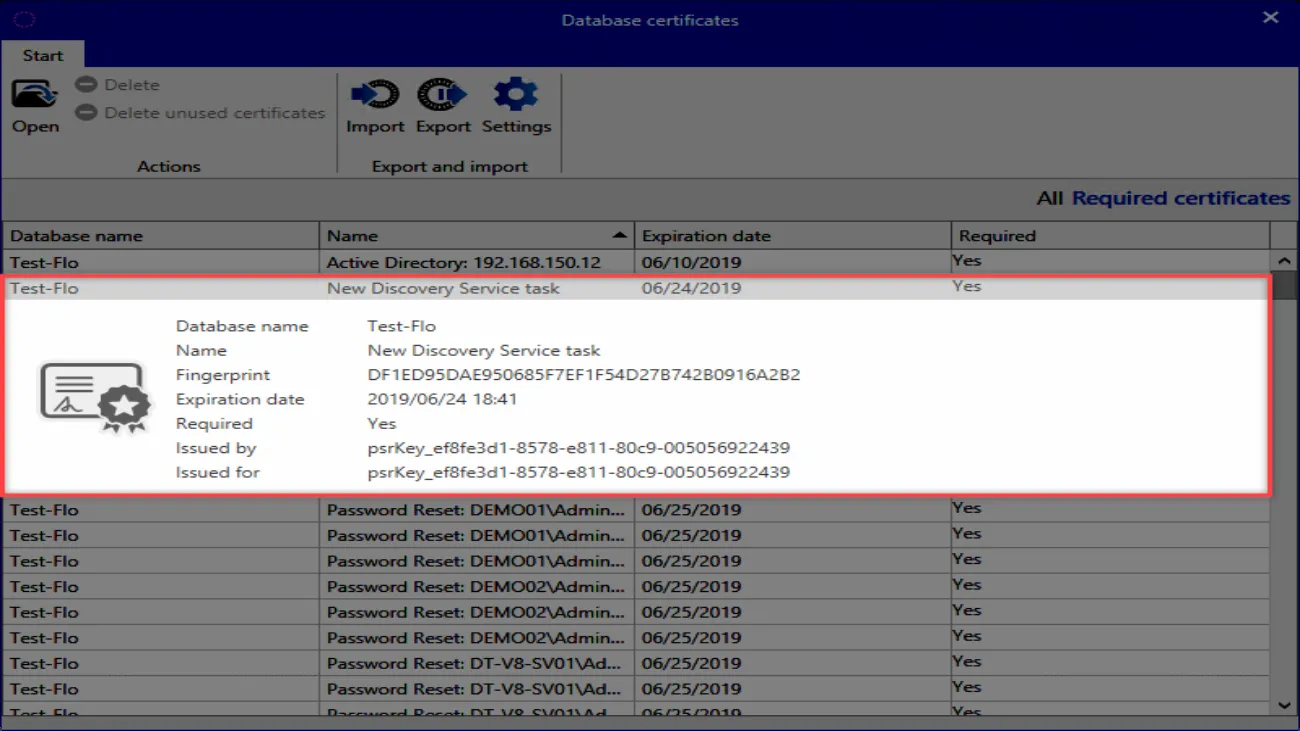 Database certificates
Start
Open
Delete
Delete unused certificates
Import Export Settings
Actions
Export and import
All Required certificates
Database name Name Expiration date Required
Test-Flo Active Directory: 192.168.150.12 06/10/2019 Yes
Test-Flo New Discovery Service task 06/24/2019 Yes
Database name Test-Flo
Name New Discovery Service task
Fingerprint DF1ED95DAE950685F7EF1F54D27B742B0916A2B2
Expiration date 2019/06/24 18:41
Required Yes
Issued by psrKey_ef8fe3d1-8578-e811-80c9-005056922439
Issued for psrKey_ef8fe3d1-8578-e811-80c9-005056922439
Test-Flo Password Reset: DEMO01\Admin... 06/25/2019 Yes
Test-Flo Password Reset: DEMO01\Admin... 06/25/2019 Yes
Test-Flo Password Reset: DEMO01\Admin... 06/25/2019 Yes
Test-Flo Password Reset: DEMO02\Admin... 06/25/2019 Yes
Test-Flo Password Reset: DEMO02\Admin... 06/25/2019 Yes
Test-Flo Password Reset: DEMO02\Admin... 06/25/2019 Yes
Test-Flo Password Reset: DT-V8-SV01\Ad... 06/25/2019 Yes
Test-Flo Password Reset: DT-V8-SV01\Ad... 06/25/2019 Yes
Test-Flo Password Reset: DT-V8-SV01\Ad... 06/25/2019 Yes